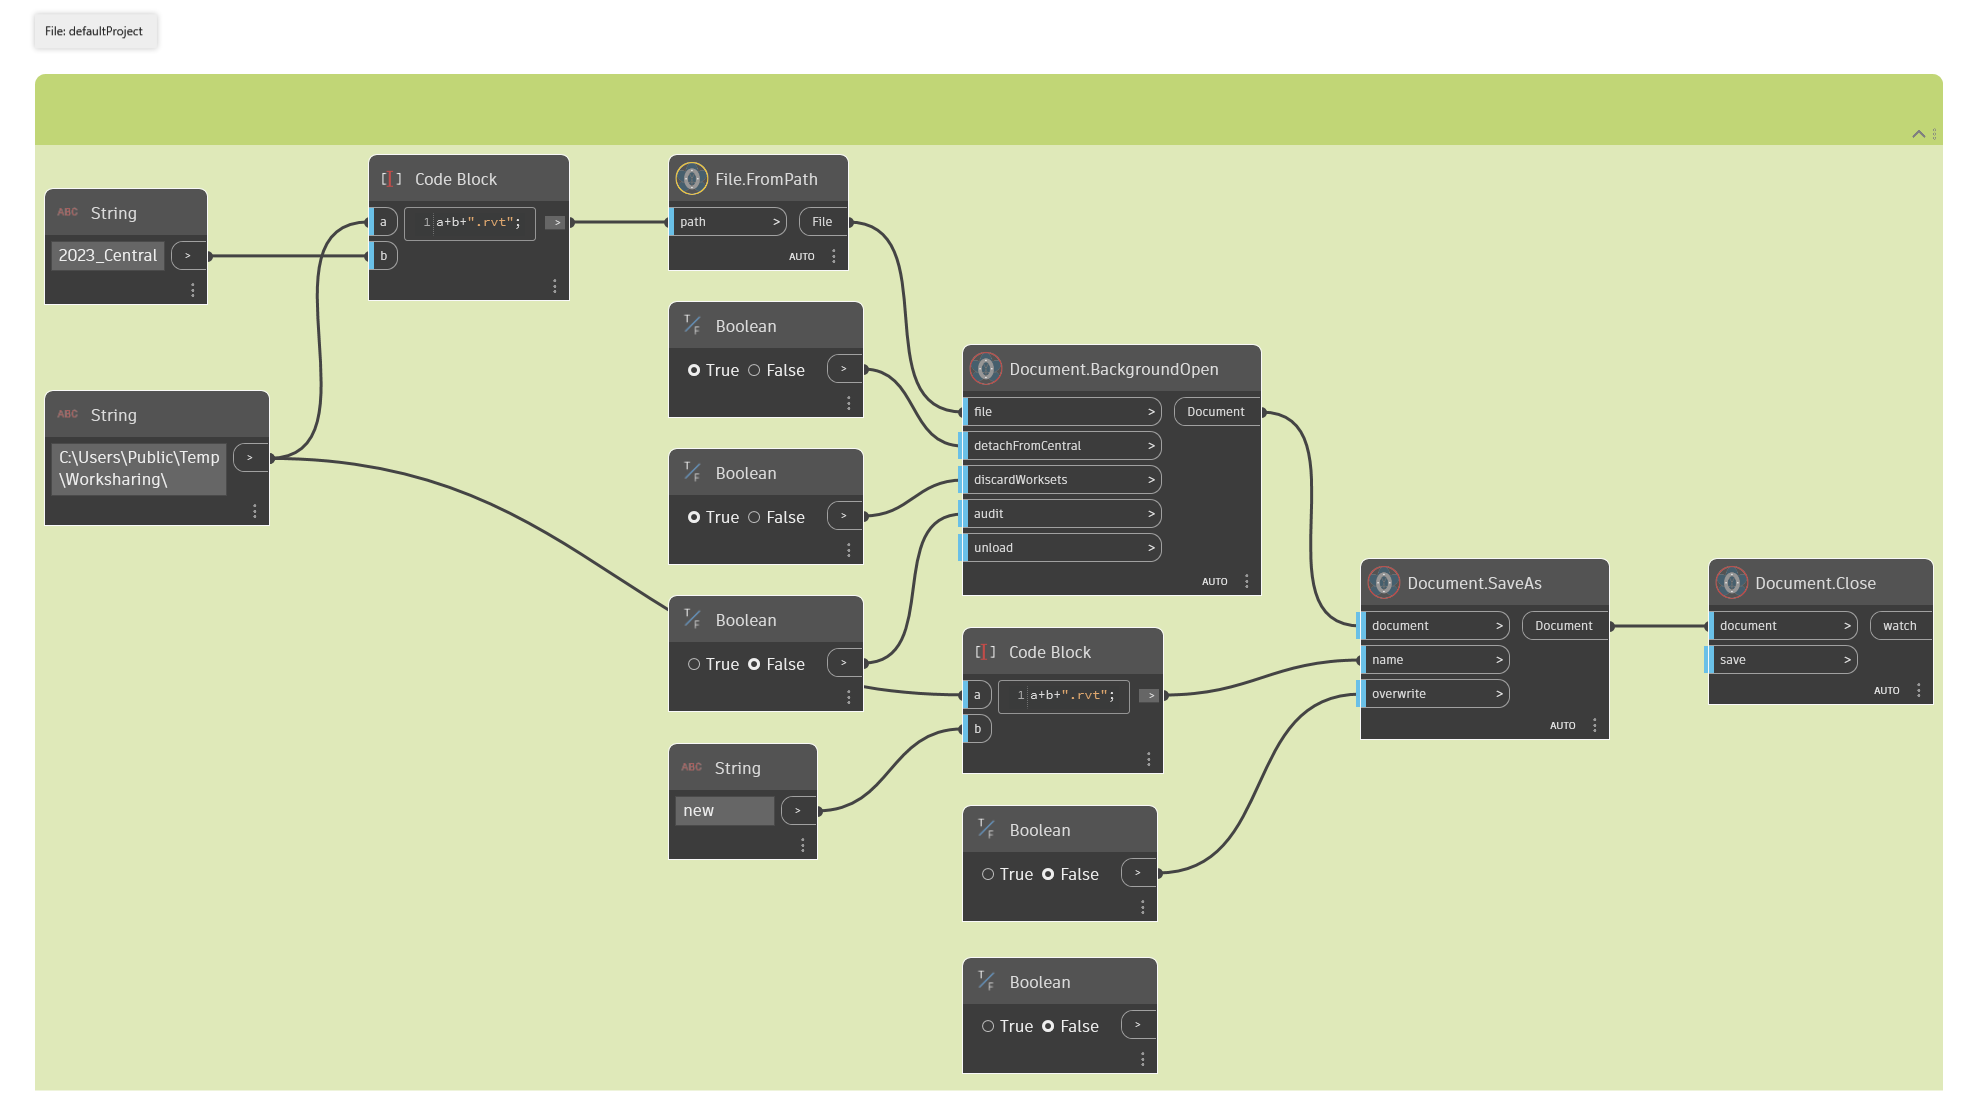 File: defaultProject
ABC String
2023_Central >
ABC String
C:\Users\Public\Temp
\Worksharing\
>
[I] Code Block
a 1 a+b+".rvt"; >
b
File.FromPath
path > File
AUTO
T/F Boolean
True False >
T/F Boolean
True False >
T/F Boolean
True False >
ABC String
new >
Document.BackgroundOpen
file > Document
detachFromCentral >
discardWorksets >
audit >
unload >
AUTO
[I] Code Block
a 1 a+b+".rvt"; >
b
T/F Boolean
True False >
T/F Boolean
True False >
Document.SaveAs
document > Document
name >
overwrite >
AUTO
Document.Close
document > watch
save >
AUTO